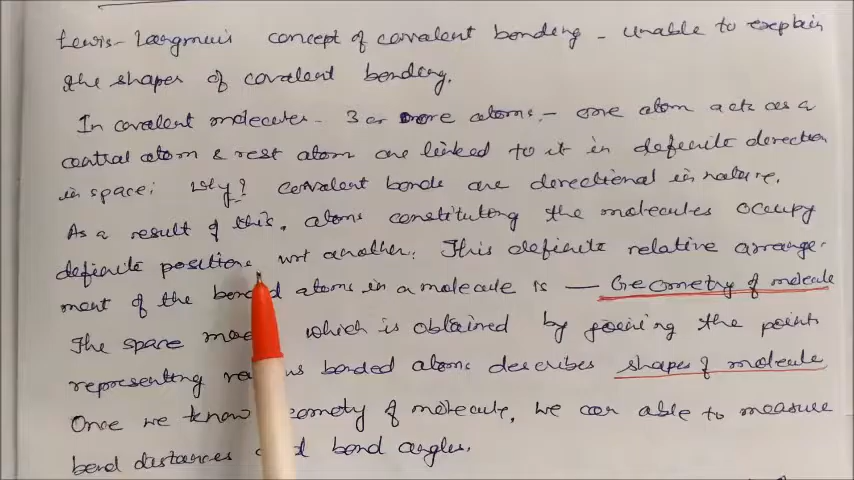 Lewis-Langmuir concept of covalent bonding - unable to explain
the shapes of covalent bonding.
In covalent molecules - 3 or more atoms - one atom acts as a
central atom & rest atom are linked to it in definite direction
in space. Why? covalent bonds are directional in nature.
As a result of this, atoms constituting the molecules occupy
definite positions wrt another. This definite relative arrange-
ment of the bonded atoms in a molecule is — Geometry of molecule
The space which is obtained by joining the points
representing bonded atoms describes shapes of molecule
Once we know geometry of molecule, we can able to measure
bond distances bond angles.